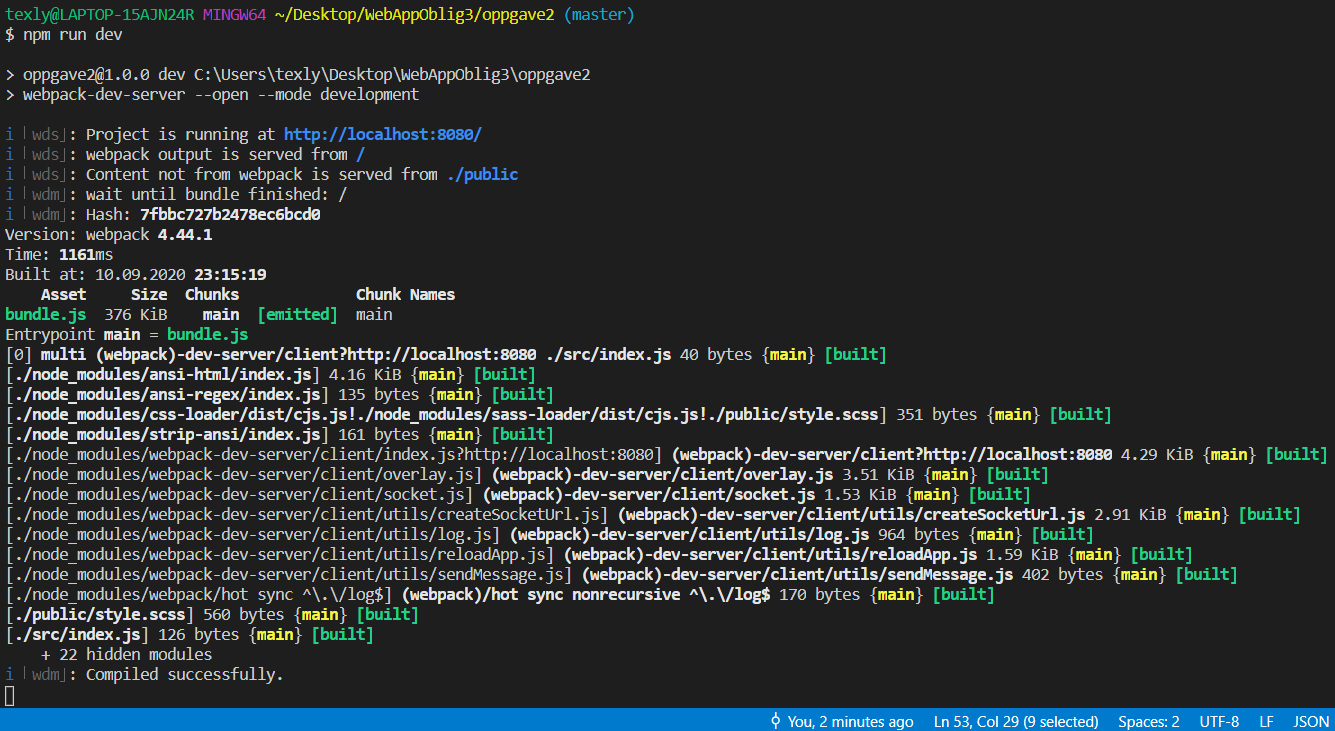 texly@LAPTOP-15AJN24R MINGW64 ~/Desktop/WebAppOblig3/oppgave2 (master)
$ npm run dev
> oppgave2@1.0.0 dev C:\Users\texly\Desktop\WebAppOblig3\oppgave2
> webpack-dev-server --open --mode development
i ｢wds｣: Project is running at http://localhost:8080/
i ｢wds｣: webpack output is served from /
i ｢wds｣: Content not from webpack is served from ./public
i ｢wdm｣: wait until bundle finished: /
i ｢wdm｣: Hash: 7fbbc727b2478ec6bcd0
Version: webpack 4.44.1
Time: 1161ms
Built at: 10.09.2020 23:15:19
    Asset     Size  Chunks             Chunk Names
bundle.js  376 KiB    main  [emitted]  main
Entrypoint main = bundle.js
[0] multi (webpack)-dev-server/client?http://localhost:8080 ./src/index.js 40 bytes {main} [built]
[./node_modules/ansi-html/index.js] 4.16 KiB {main} [built]
[./node_modules/ansi-regex/index.js] 135 bytes {main} [built]
[./node_modules/css-loader/dist/cjs.js!./node_modules/sass-loader/dist/cjs.js!./public/style.scss] 351 bytes {main} [built]
[./node_modules/strip-ansi/index.js] 161 bytes {main} [built]
[./node_modules/webpack-dev-server/client/index.js?http://localhost:8080] (webpack)-dev-server/client?http://localhost:8080 4.29 KiB {main} [built]
[./node_modules/webpack-dev-server/client/overlay.js] (webpack)-dev-server/client/overlay.js 3.51 KiB {main} [built]
[./node_modules/webpack-dev-server/client/socket.js] (webpack)-dev-server/client/socket.js 1.53 KiB {main} [built]
[./node_modules/webpack-dev-server/client/utils/createSocketUrl.js] (webpack)-dev-server/client/utils/createSocketUrl.js 2.91 KiB {main} [built]
[./node_modules/webpack-dev-server/client/utils/log.js] (webpack)-dev-server/client/utils/log.js 964 bytes {main} [built]
[./node_modules/webpack-dev-server/client/utils/reloadApp.js] (webpack)-dev-server/client/utils/reloadApp.js 1.59 KiB {main} [built]
[./node_modules/webpack-dev-server/client/utils/sendMessage.js] (webpack)-dev-server/client/utils/sendMessage.js 402 bytes {main} [built]
[./node_modules/webpack/hot sync ^\.\/log$] (webpack)/hot sync nonrecursive ^\.\/log$ 170 bytes {main} [built]
[./public/style.scss] 560 bytes {main} [built]
[./src/index.js] 126 bytes {main} [built]
    + 22 hidden modules
i ｢wdm｣: Compiled successfully.
You, 2 minutes ago Ln 53, Col 29 (9 selected) Spaces: 2 UTF-8 LF JSON